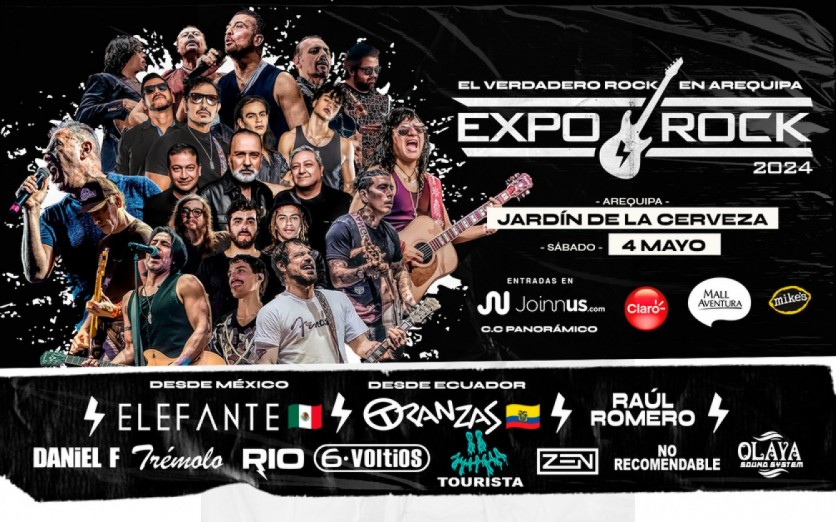 EL VERDADERO ROCK EN AREQUIPA
EXPO ROCK
2024
- AREQUIPA -
JARDÍN DE LA CERVEZA
- SÁBADO - 4 MAYO
ENTRADAS EN
Joinnus.com
C.C PANORÁMICO
Claro
MALL AVENTURA
mike's
Fender
DESDE MÉXICO
ELEFANTE
DESDE ECUADOR
TRANZAS
RAÚL ROMERO
DANiEL F
Trémolo
RIO
6·VOLTiOS
TOURISTA
ZEN
NO RECOMENDABLE
OLAYA
SOUND SYSTEM